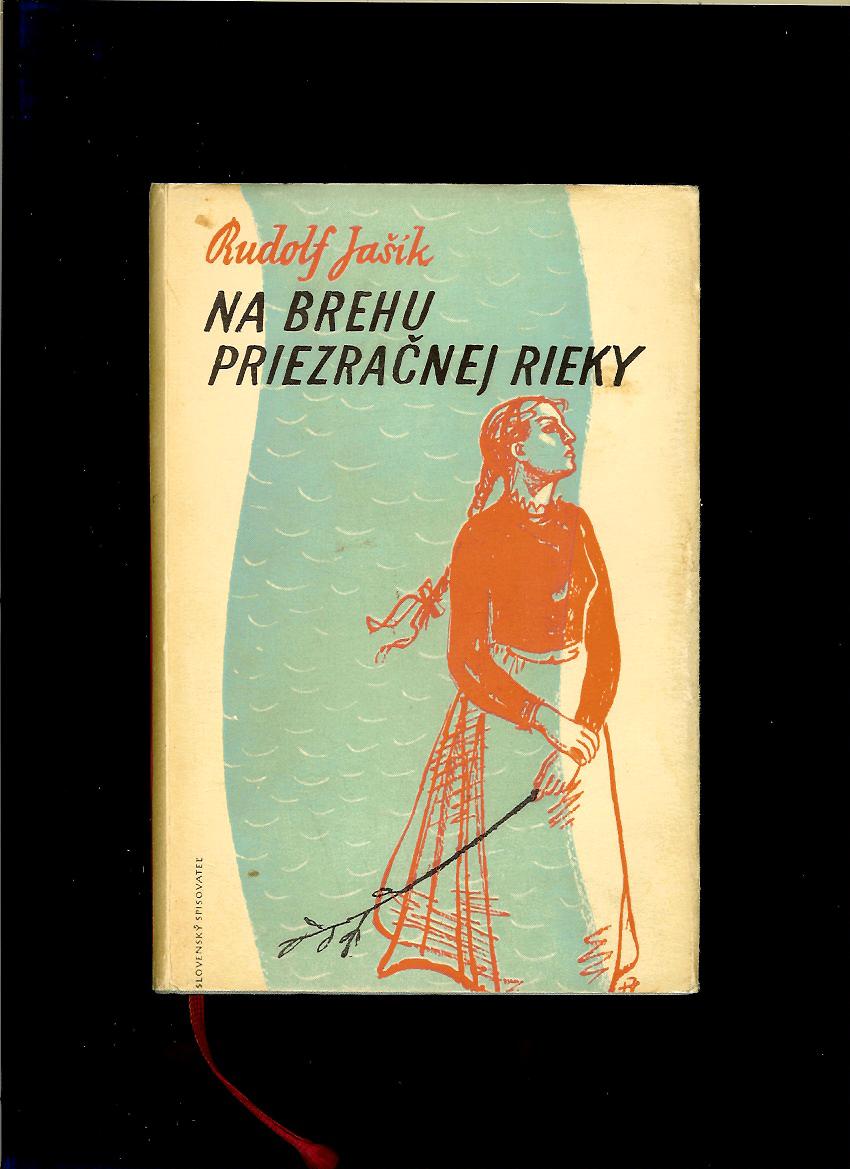 Rudolf Jašík
NA BREHU
PRIEZRAČNEJ RIEKY
SLOVENSKÝ SPISOVATEĽ